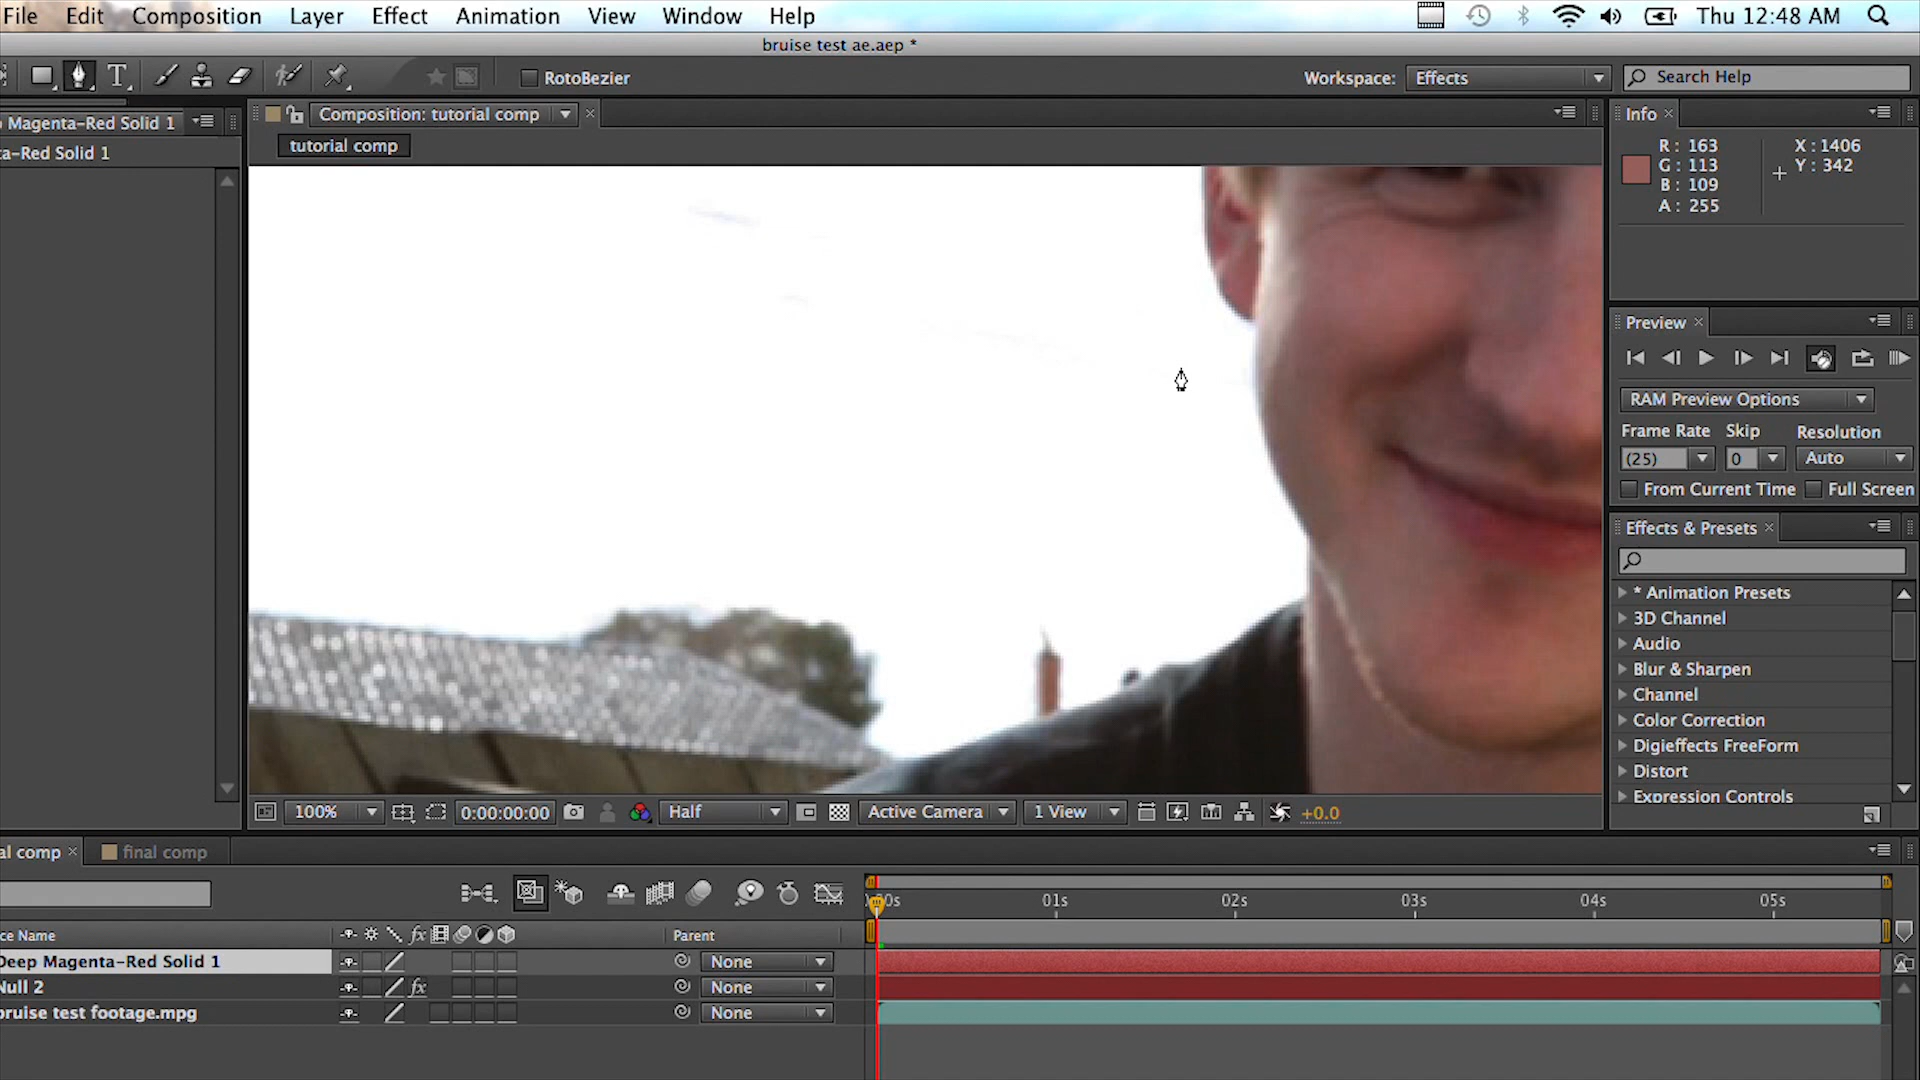 File Edit Composition Layer Effect Animation View Window Help Thu 12:48 AM
bruise test ae.aep *
T RotoBezier Workspace: Effects Search Help
Magenta-Red Solid 1 Composition: tutorial comp Info
a-Red Solid 1 tutorial comp
R : 163 X : 1406
G : 113 Y : 342
B : 109
A : 255
Preview
RAM Preview Options
Frame Rate Skip Resolution
(25) 0 Auto
From Current Time Full Screen
Effects & Presets
* Animation Presets
3D Channel
Audio
Blur & Sharpen
Channel
Color Correction
Digieffects FreeForm
Distort
Expression Controls
100% 0:00:00:00 Half Active Camera 1 View +0.0
al comp final comp
00s 01s 02s 03s 04s 05s
ce Name fx Parent
Deep Magenta-Red Solid 1 None
Null 2 fx None
bruise test footage.mpg None